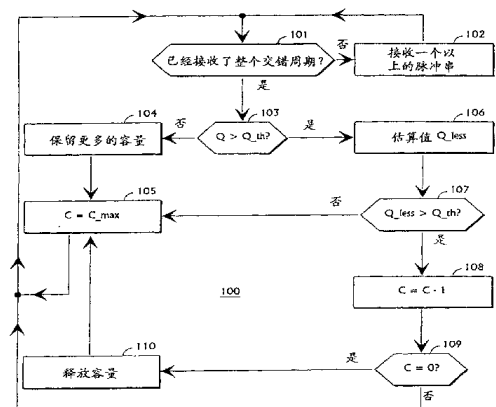 101
已经接收了整个交错周期?
否
102
接收一个以
上的脉冲串
是
103
Q > Q_th?
否
是
104
保留更多的容量
106
估算值 Q_less
105
C = C_max
107
Q_less > Q_th?
否
是
108
C = C - 1
100
109
C = 0?
是
否
110
释放容量